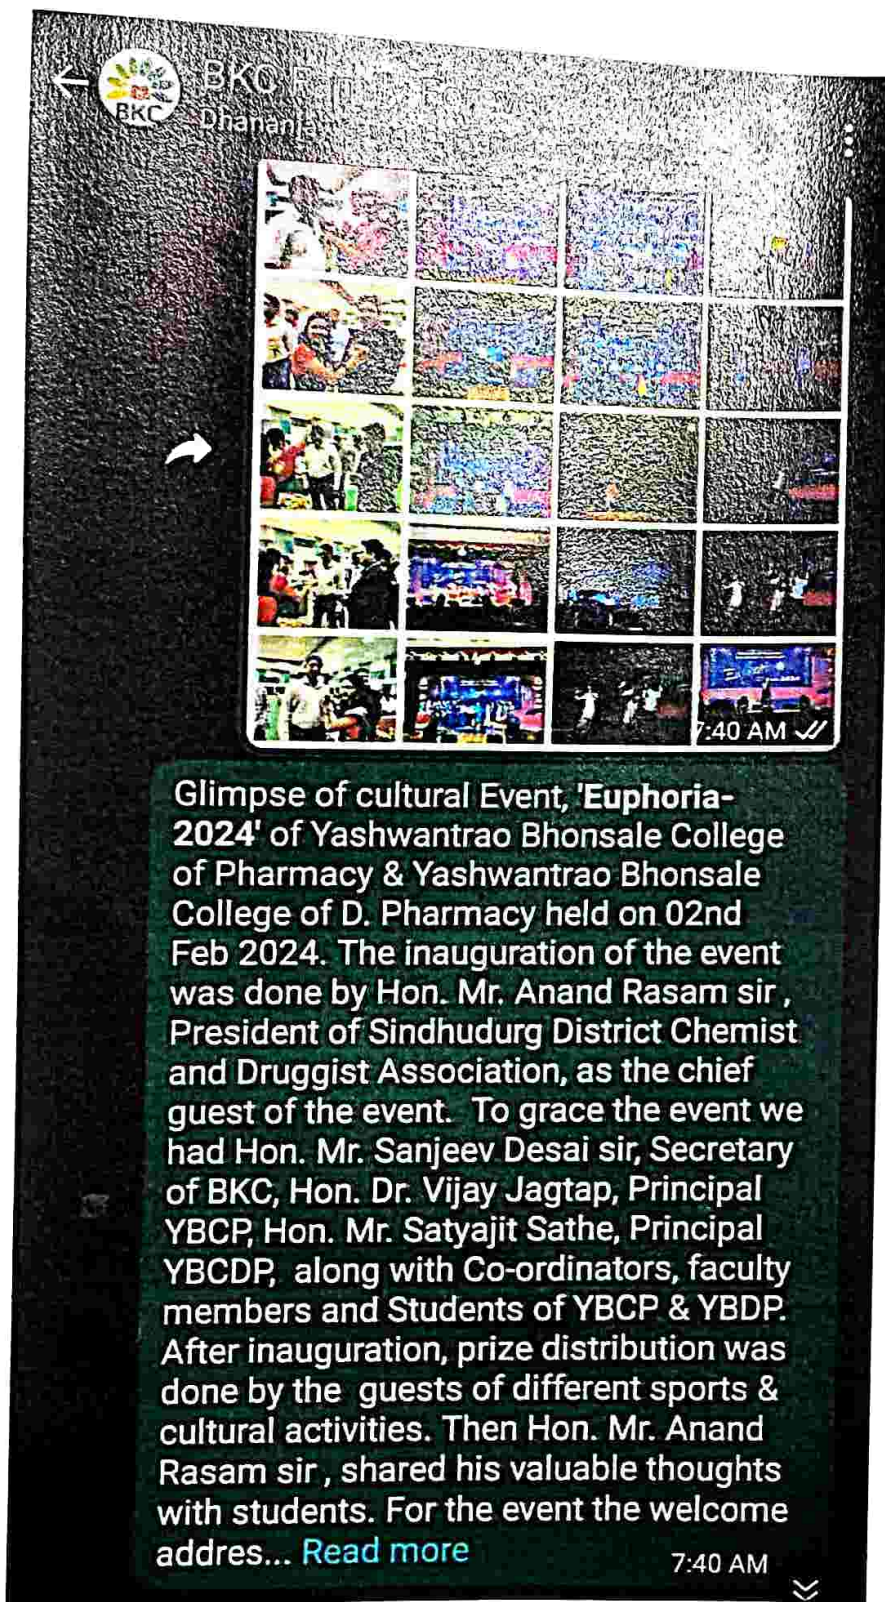 BKC
BKC
Dhananja
7:40 AM
Glimpse of cultural Event, 'Euphoria-
2024' of Yashwantrao Bhonsale College
of Pharmacy & Yashwantrao Bhonsale
College of D. Pharmacy held on 02nd
Feb 2024. The inauguration of the event
was done by Hon. Mr. Anand Rasam sir ,
President of Sindhudurg District Chemist
and Druggist Association, as the chief
guest of the event.  To grace the event we
had Hon. Mr. Sanjeev Desai sir, Secretary
of BKC, Hon. Dr. Vijay Jagtap, Principal
YBCP, Hon. Mr. Satyajit Sathe, Principal
YBCDP,  along with Co-ordinators, faculty
members and Students of YBCP & YBDP.
After inauguration, prize distribution was
done by the  guests of different sports &
cultural activities. Then Hon. Mr. Anand
Rasam sir , shared his valuable thoughts
with students. For the event the welcome
addres... Read more
7:40 AM